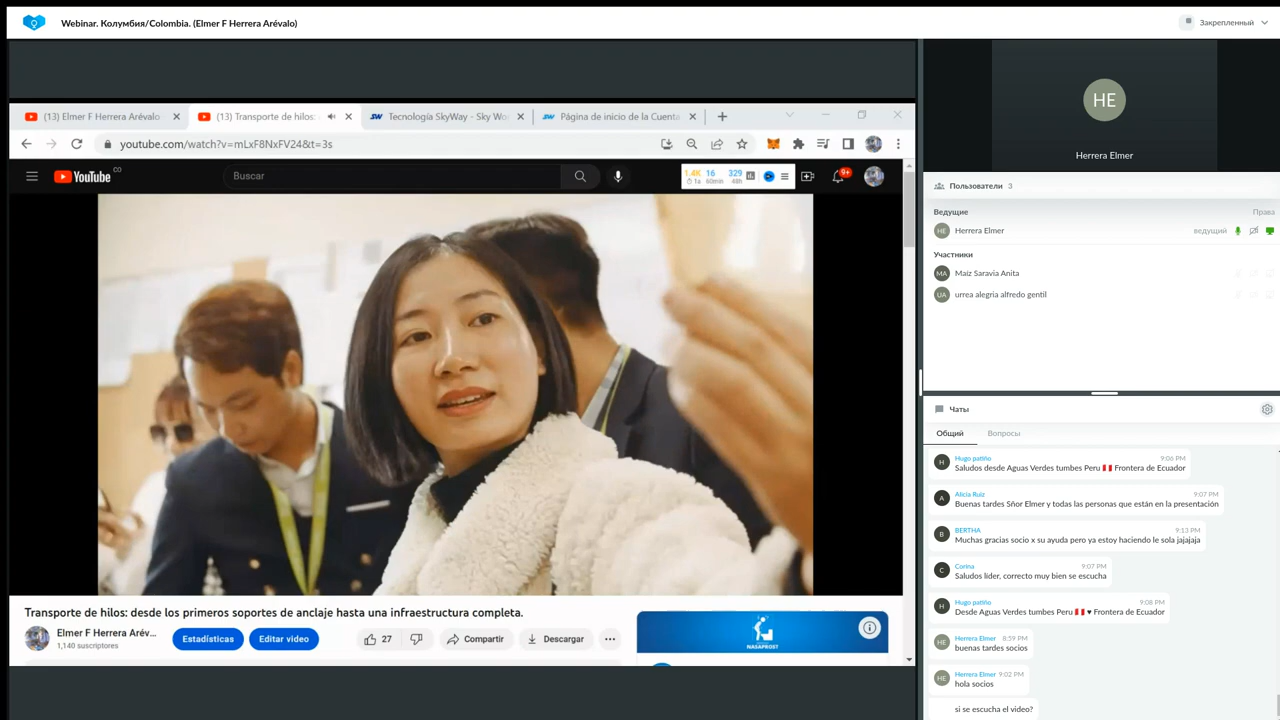 Webinar. Колумбия/Colombia. (Elmer F Herrera Arévalo)
Закрепленный
(13) Elmer F Herrera Arévalo
(13) Transporte de hilos:
Tecnología SkyWay - Sky Wo
Página de inicio de la Cuenta
youtube.com/watch?v=mLxF8NxFV24&t=3s
YouTube CO
Buscar
1.4K 16 329
1s 60min 48h
9+
Transporte de hilos: desde los primeros soportes de anclaje hasta una infraestructura completa.
Elmer F Herrera Arév...
1,140 suscriptores
Estadísticas
Editar video
27
Compartir
Descargar
NASAPROST
HE
Herrera Elmer
Пользователи 3
Ведущие
Права
HE
Herrera Elmer
ведущий
Участники
MA
Maíz Saravia Anita
UA
urrea alegria alfredo gentil
Чаты
Общий
Вопросы
H
Hugo patiño 9:06 PM
Saludos desde Aguas Verdes tumbes Peru 🇵🇪 Frontera de Ecuador
A
Alicia Ruiz 9:07 PM
Buenas tardes Sñor Elmer y todas las personas que están en la presentación
B
BERTHA 9:13 PM
Muchas gracias socio x su ayuda pero ya estoy haciendo le sola jajajaja
C
Corina 9:07 PM
Saludos líder, correcto muy bien se escucha
H
Hugo patiño 9:08 PM
Desde Aguas Verdes tumbes Peru 🇵🇪 ♥ Frontera de Ecuador
HE
Herrera Elmer 8:59 PM
buenas tardes socios
HE
Herrera Elmer 9:02 PM
hola socios
si se escucha el video?